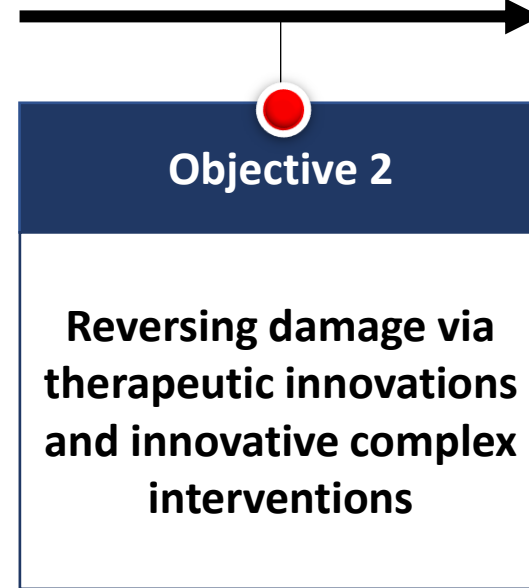 Objective 2
Reversing damage via
therapeutic innovations
and innovative complex
interventions